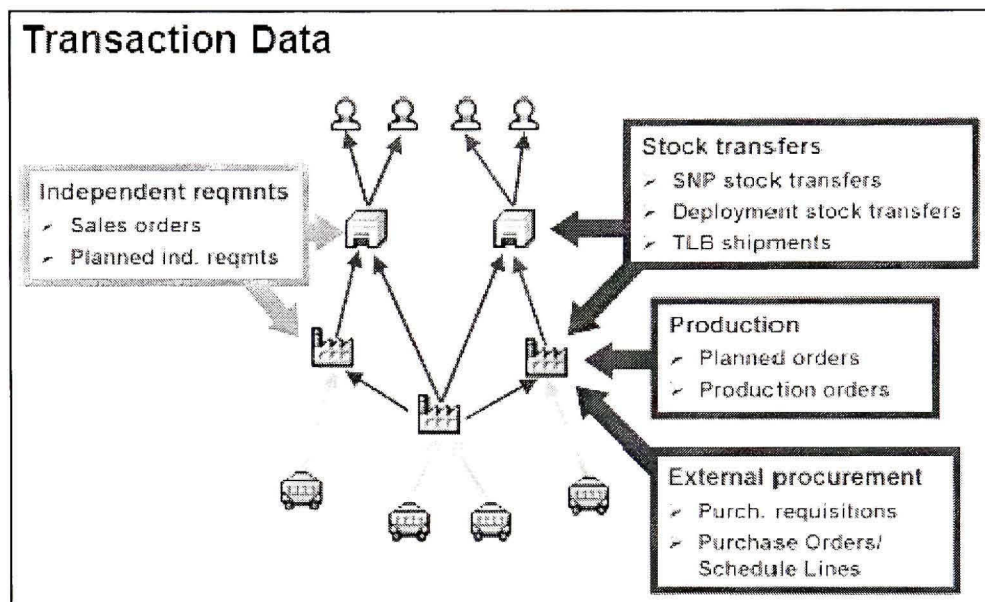 Transaction Data
Independent reqmnts
Sales orders
Planned ind. reqmts
Stock transfers
SNP stock transfers
Deployment stock transfers
TLB shipments
Production
Planned orders
Production orders
External procurement
Purch. requisitions
Purchase Orders/
Schedule Lines